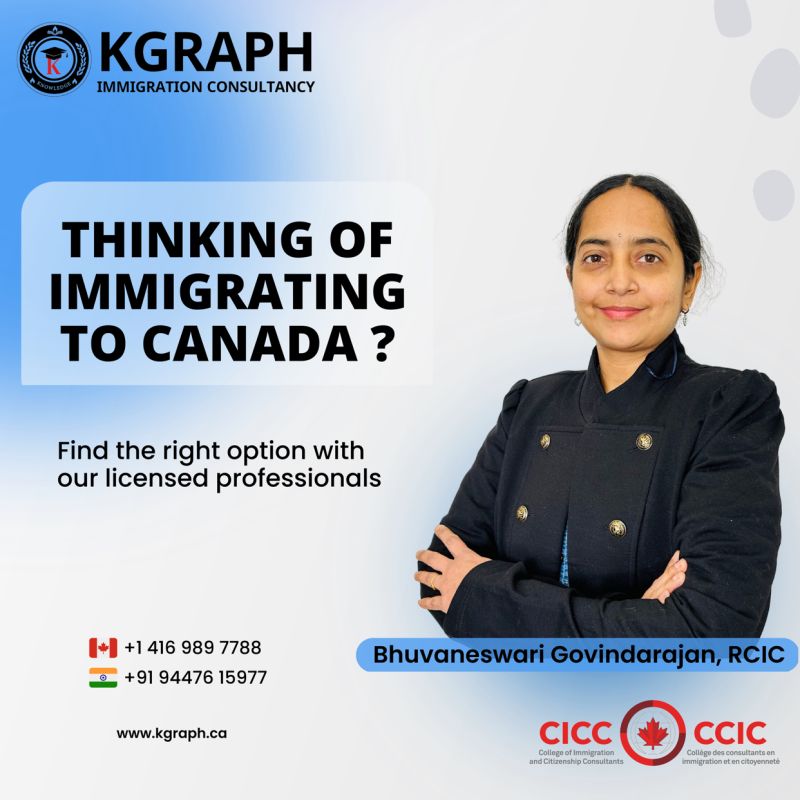 KGRAPH
IMMIGRATION CONSULTANCY
K
KNOWLEDGE
THINKING OF
IMMIGRATING
TO CANADA ?
Find the right option with
our licensed professionals
+1 416 989 7788
+91 94476 15977
www.kgraph.ca
Bhuvaneswari Govindarajan, RCIC
CICC
College of Immigration
and Citizenship Consultants
CCIC
Collège des consultants en
immigration et en citoyenneté